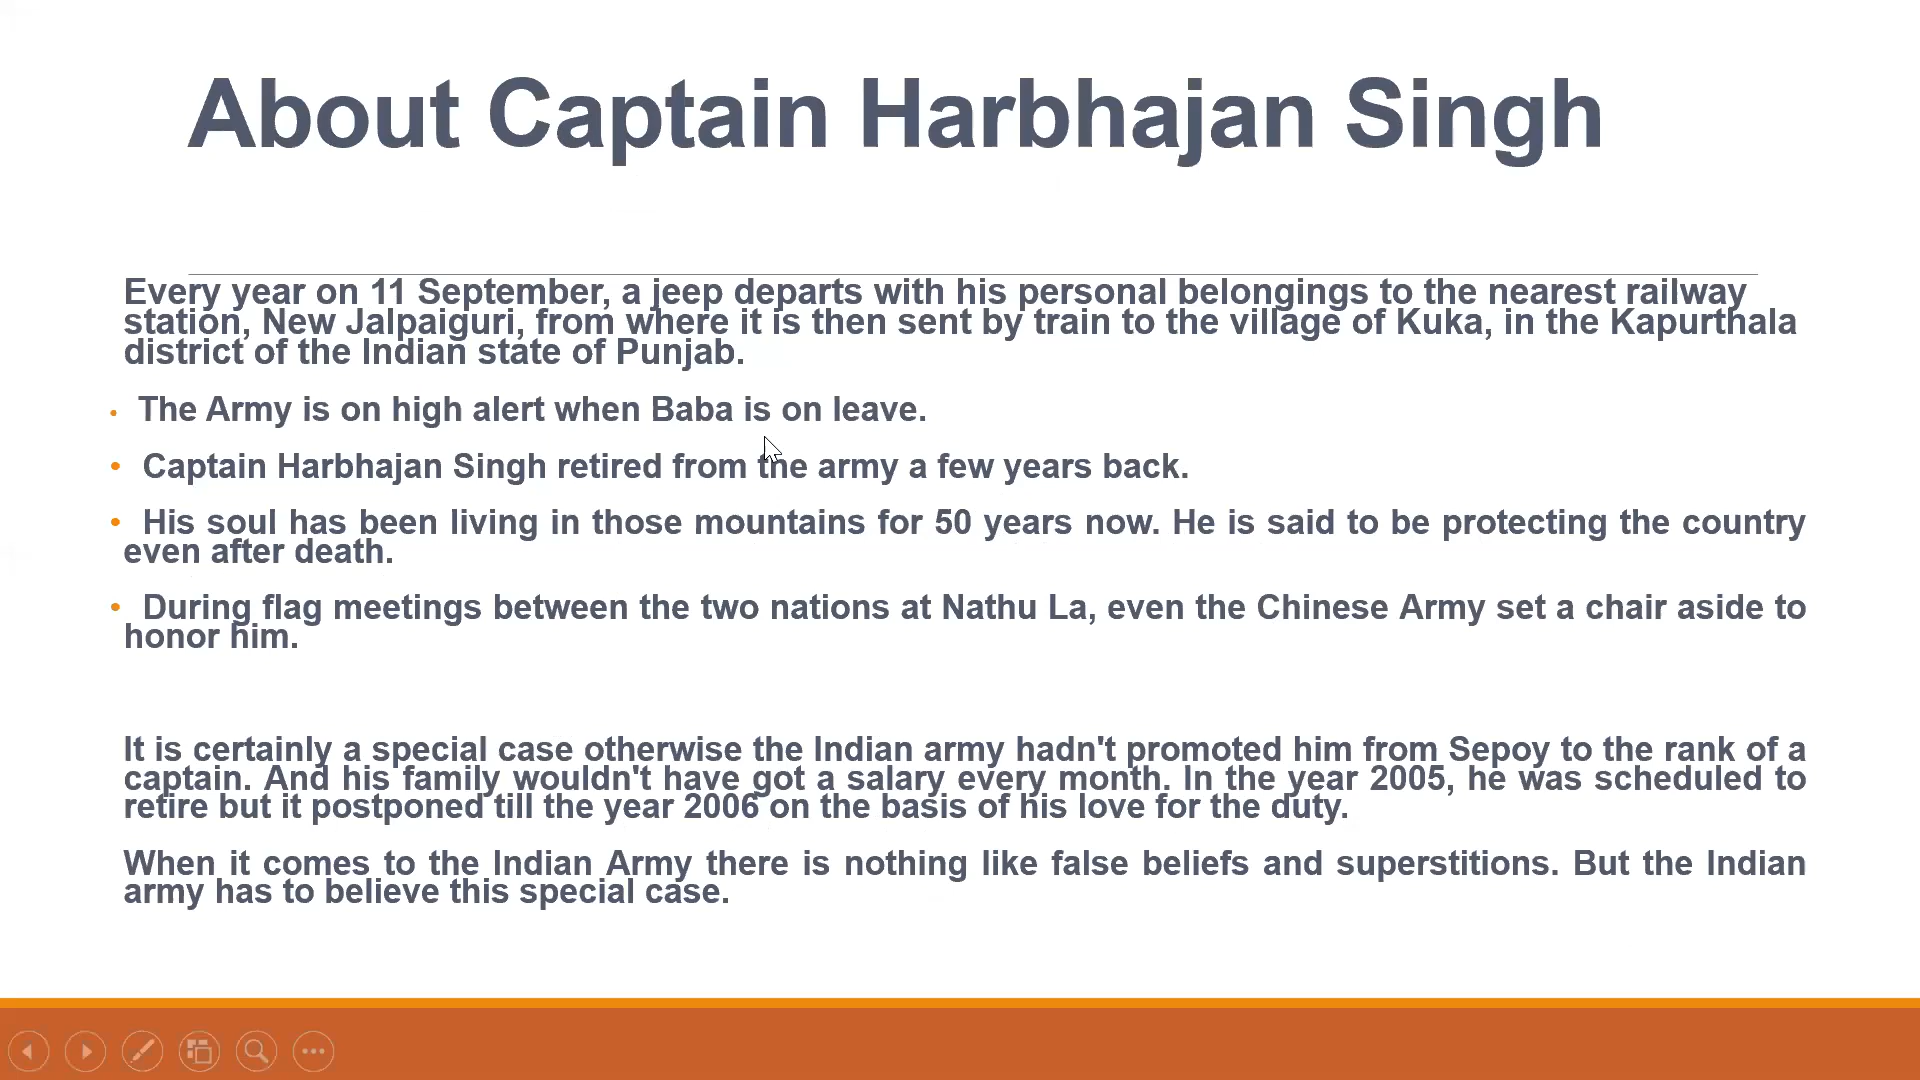 About Captain Harbhajan Singh
Every year on 11 September, a jeep departs with his personal belongings to the nearest railway
station, New Jalpaiguri, from where it is then sent by train to the village of Kuka, in the Kapurthala
district of the Indian state of Punjab.
• The Army is on high alert when Baba is on leave.
• Captain Harbhajan Singh retired from the army a few years back.
• His soul has been living in those mountains for 50 years now. He is said to be protecting the country
even after death.
• During flag meetings between the two nations at Nathu La, even the Chinese Army set a chair aside to
honor him.
It is certainly a special case otherwise the Indian army hadn't promoted him from Sepoy to the rank of a
captain. And his family wouldn't have got a salary every month. In the year 2005, he was scheduled to
retire but it postponed till the year 2006 on the basis of his love for the duty.
When it comes to the Indian Army there is nothing like false beliefs and superstitions. But the Indian
army has to believe this special case.